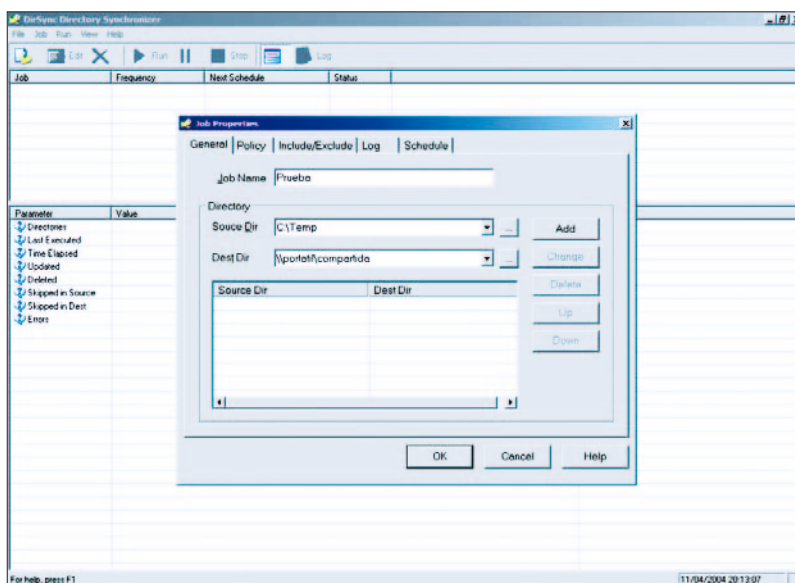 DirSync Directory Synchronizer
File Job Run View Help
Edit Run Stop Log
Job Frequency Next Schedule Status
Job Properties
General Policy Include/Exclude Log Schedule
Job Name Prueba
Directory
Souce Dir C:\Temp ... Add
Dest Dir \\portatil\compartida ... Change
Source Dir Dest Dir Delete
Up
Down
OK Cancel Help
Parameter Value
Directories
Last Executed
Time Elapsed
Updated
Deleted
Skipped in Source
Skipped in Dest
Errors
For help, press F1 11/04/2004 20:13:07